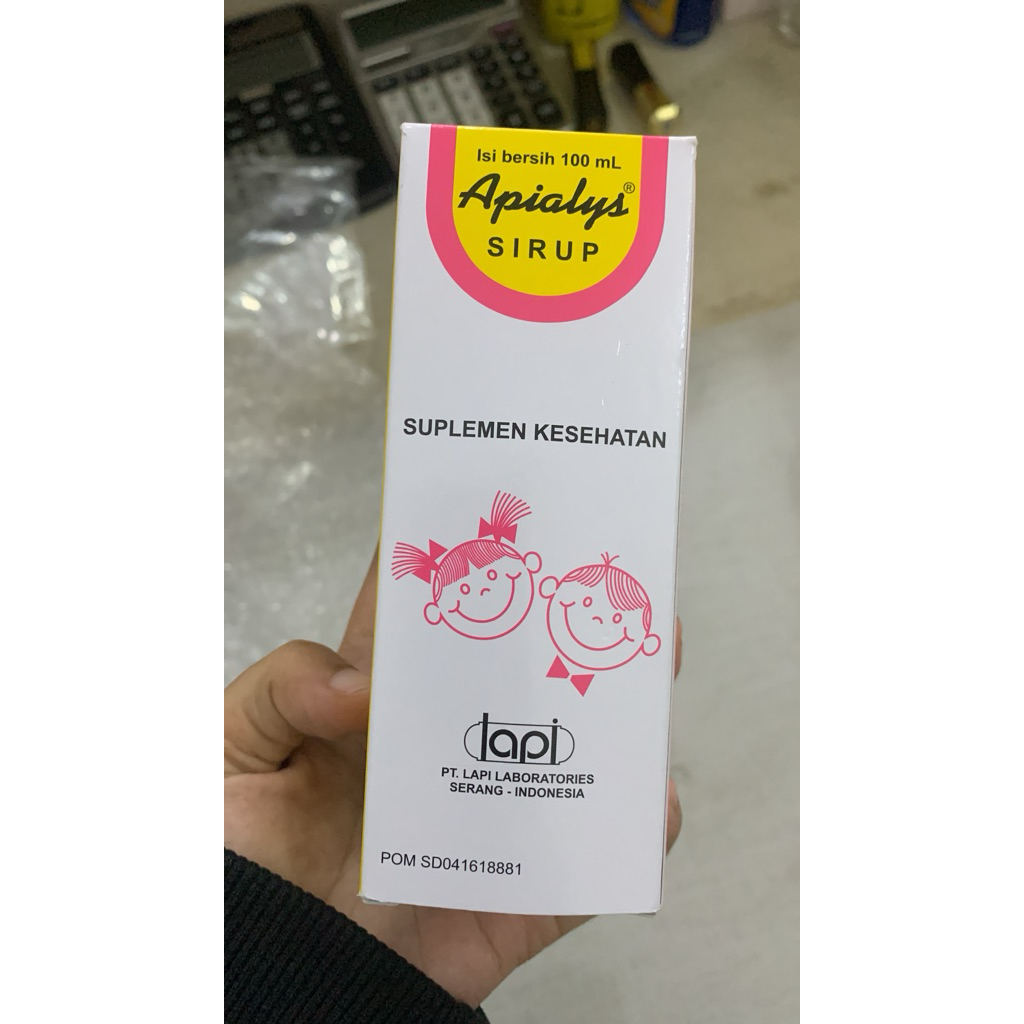 Isi bersih 100 mL
Apialys®
SIRUP
SUPLEMEN KESEHATAN
lapi
PT. LAPI LABORATORIES
SERANG - INDONESIA
POM SD041618881